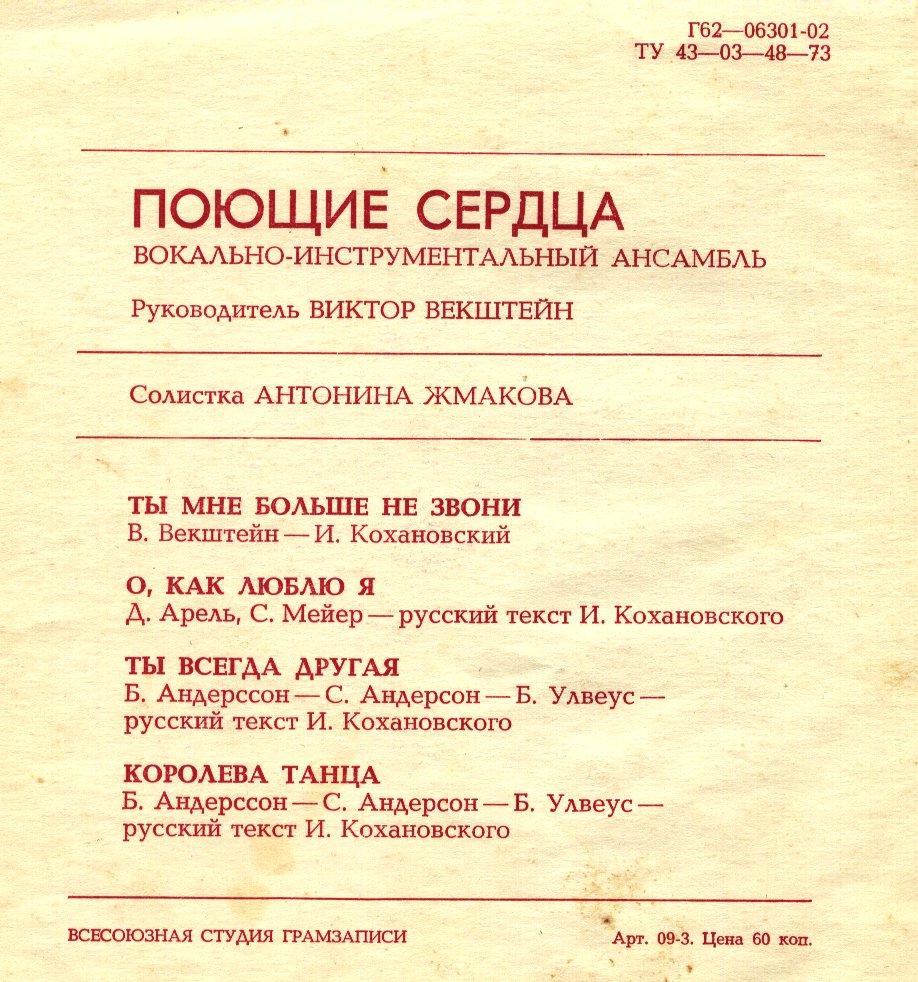 Г62—06301-02
ТУ 43—03—48—73
ПОЮЩИЕ СЕРДЦА
ВОКАЛЬНО-ИНСТРУМЕНТАЛЬНЫЙ АНСАМБЛЬ
Руководитель ВИКТОР ВЕКШТЕЙН
Солистка АНТОНИНА ЖМАКОВА
ТЫ МНЕ БОЛЬШЕ НЕ ЗВОНИ
В. Векштейн — И. Кохановский
О, КАК ЛЮБЛЮ Я
Д. Арель, С. Мейер — русский текст И. Кохановского
ТЫ ВСЕГДА ДРУГАЯ
Б. Андерссон — С. Андерсон — Б. Улвеус —
русский текст И. Кохановского
КОРОЛЕВА ТАНЦА
Б. Андерссон — С. Андерсон — Б. Улвеус —
русский текст И. Кохановского
ВСЕСОЮЗНАЯ СТУДИЯ ГРАМЗАПИСИ
Арт. 09-3. Цена 60 коп.